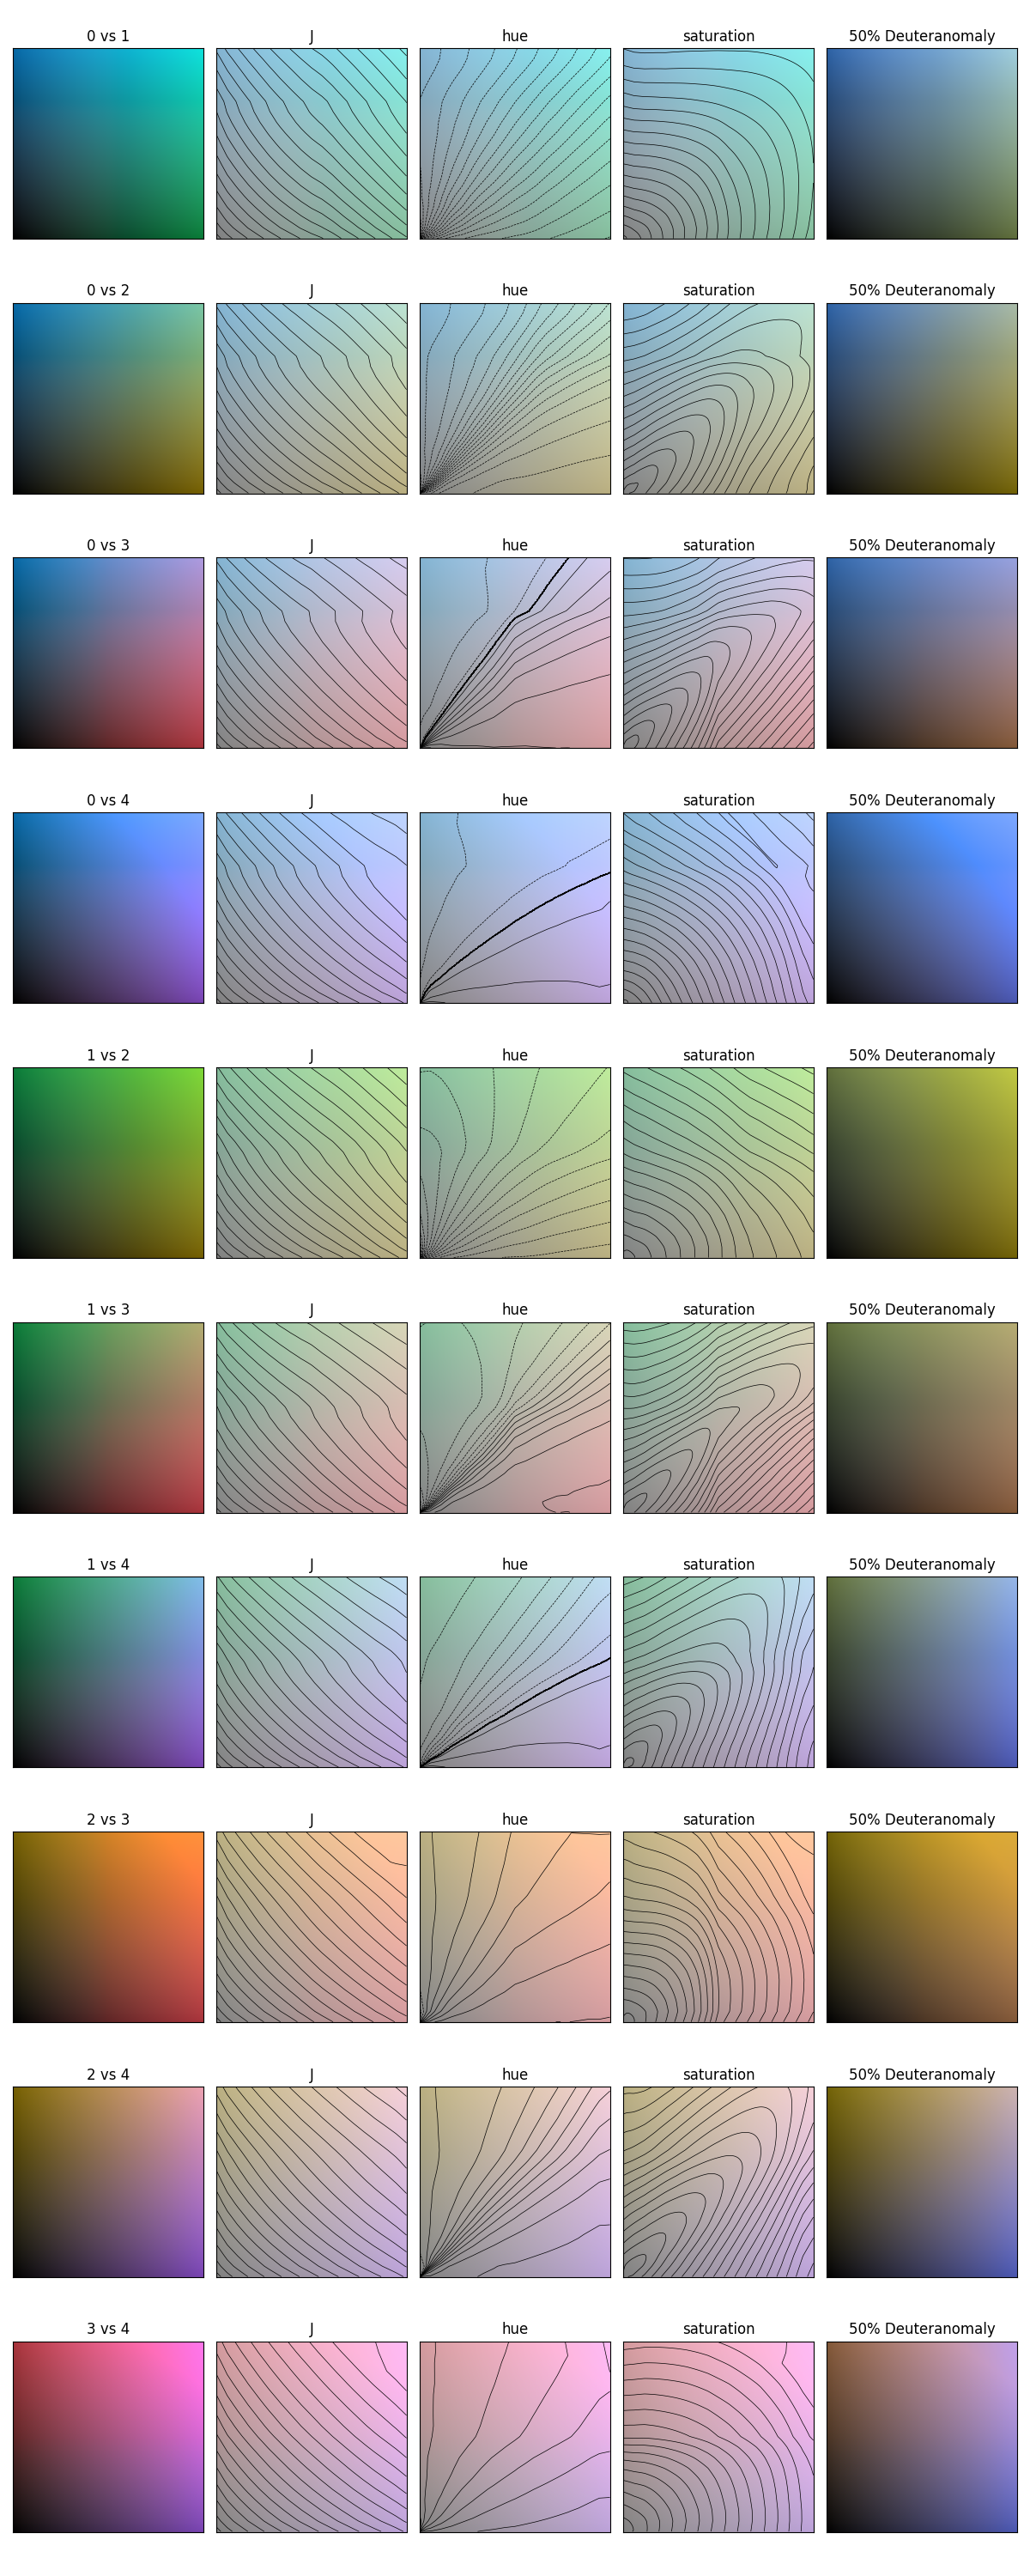 0 vs 1 J hue saturation 50% Deuteranomaly
0 vs 2 J hue saturation 50% Deuteranomaly
0 vs 3 J hue saturation 50% Deuteranomaly
0 vs 4 J hue saturation 50% Deuteranomaly
1 vs 2 J hue saturation 50% Deuteranomaly
1 vs 3 J hue saturation 50% Deuteranomaly
1 vs 4 J hue saturation 50% Deuteranomaly
2 vs 3 J hue saturation 50% Deuteranomaly
2 vs 4 J hue saturation 50% Deuteranomaly
3 vs 4 J hue saturation 50% Deuteranomaly